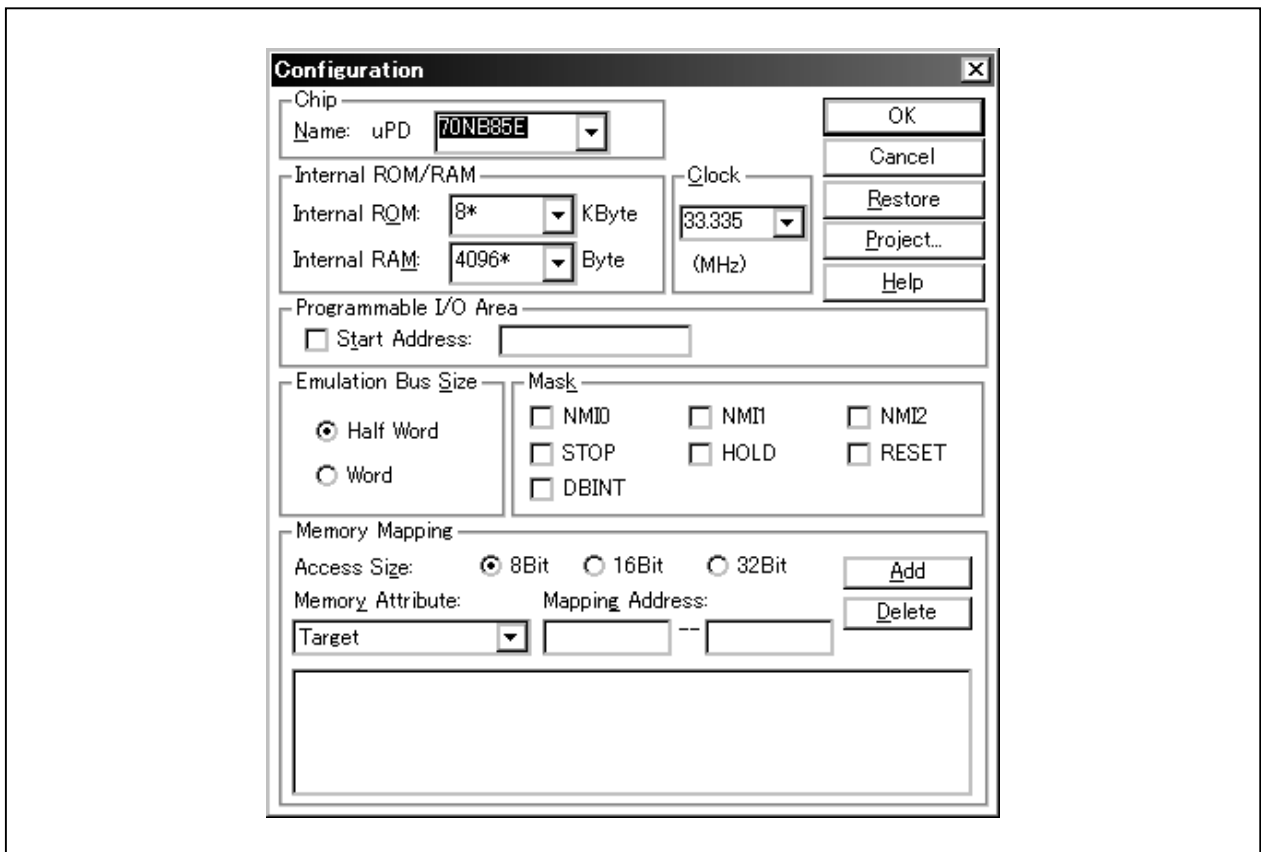 Configuration
Chip
Name: uPD 70NB85E
OK
Cancel
Restore
Project...
Help
Internal ROM/RAM
Internal ROM: 8* KByte
Internal RAM: 4096* Byte
Clock
33.335
(MHz)
Programmable I/O Area
Start Address:
Emulation Bus Size
Half Word
Word
Mask
NMI0 NMI1 NMI2
STOP HOLD RESET
DBINT
Memory Mapping
Access Size: 8Bit 16Bit 32Bit
Add
Memory Attribute: Mapping Address:
Delete
Target --